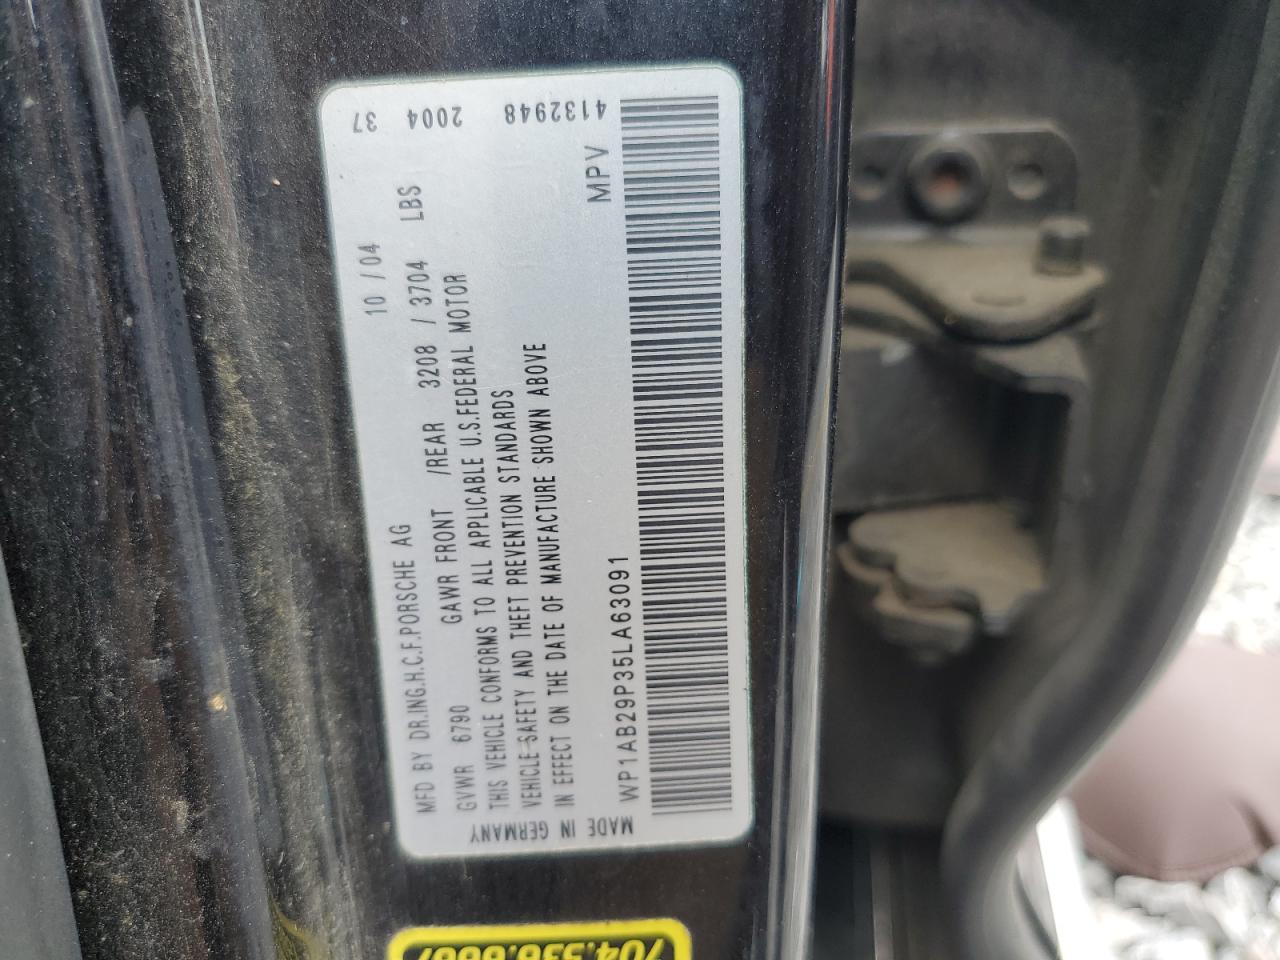 MFD BY DR.ING.H.C.F.PORSCHE AG 10 /04
GVWR 6790 GAWR FRONT /REAR 3208 / 3704 LBS
THIS VEHICLE CONFORMS TO ALL APPLICABLE U.S.FEDERAL MOTOR
VEHICLE-SAFETY AND THEFT PREVENTION STANDARDS
IN EFFECT ON THE DATE OF MANUFACTURE SHOWN ABOVE
WP1AB29P35LA63091 MPV
MADE IN GERMANY
4132948 2004 37